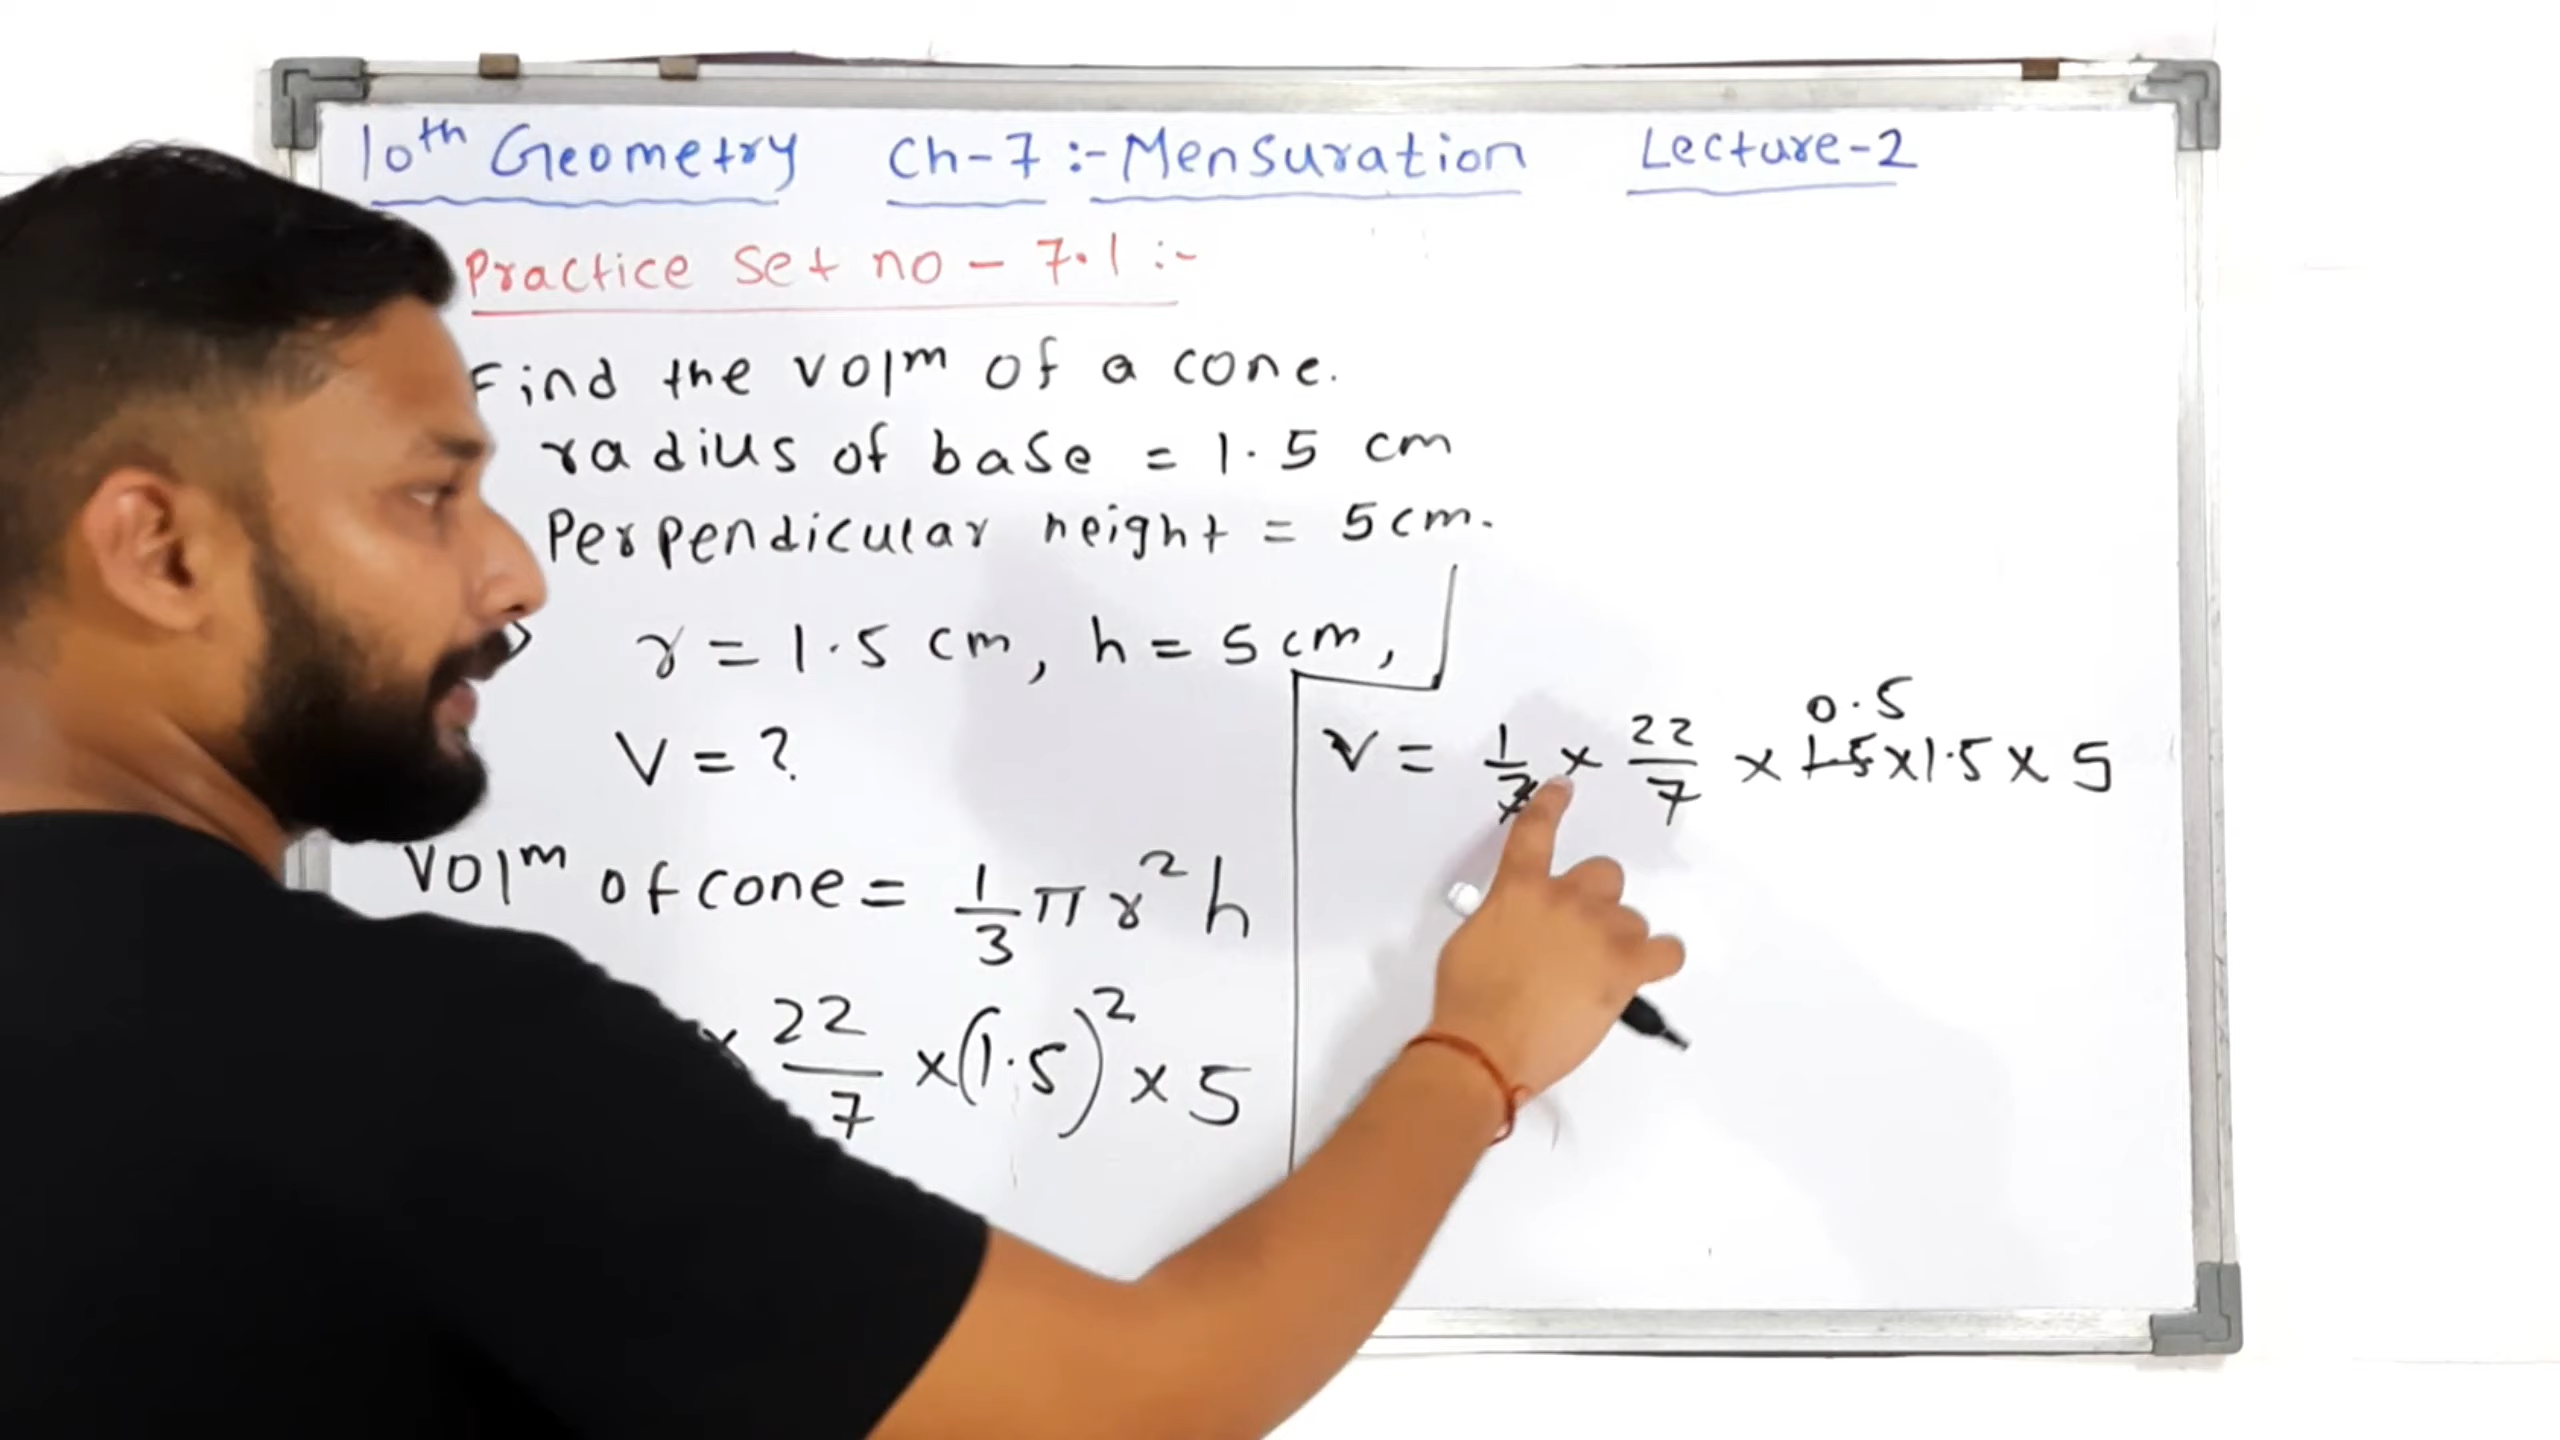 10th Geometry Ch-7 :- Mensuration Lecture-2
Practice set no - 7.1 :-
Find the volm of a cone.
radius of base = 1.5 cm
Perpendicular height = 5cm.
r = 1.5 cm, h = 5 cm,
V = ?
Volm of cone = 1/3 π r² h
× 22/7 × (1.5)² × 5
0.5
V = 1/3 × 22/7 × 1.5 × 1.5 × 5